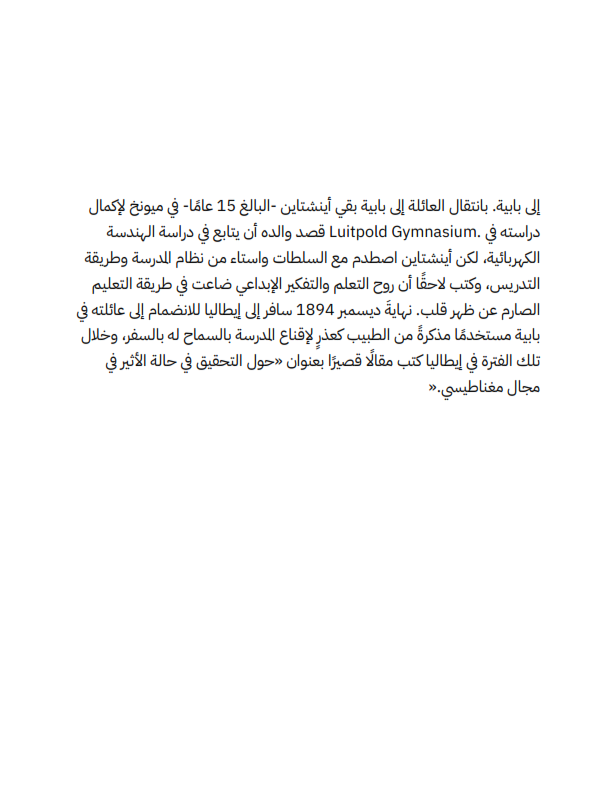 إلى بابية. بانتقال العائلة إلى بابية بقي أينشتاين -البالغ 15 عامًا- في ميونخ لإكمال
دراسته في .Luitpold Gymnasium قصد والده أن يتابع في دراسة الهندسة
الكهربائية، لكن أينشتاين اصطدم مع السلطات واستاء من نظام المدرسة وطريقة
التدريس، وكتب لاحقًا أن روح التعلم والتفكير الإبداعي ضاعت في طريقة التعليم
الصارم عن ظهر قلب. نهايةَ ديسمبر 1894 سافر إلى إيطاليا للانضمام إلى عائلته في
بابية مستخدمًا مذكرةً من الطبيب كعذرٍ لإقناع المدرسة بالسماح له بالسفر، وخلال
تلك الفترة في إيطاليا كتب مقالًا قصيرًا بعنوان «حول التحقيق في حالة الأثير في
مجال مغناطيسي.«